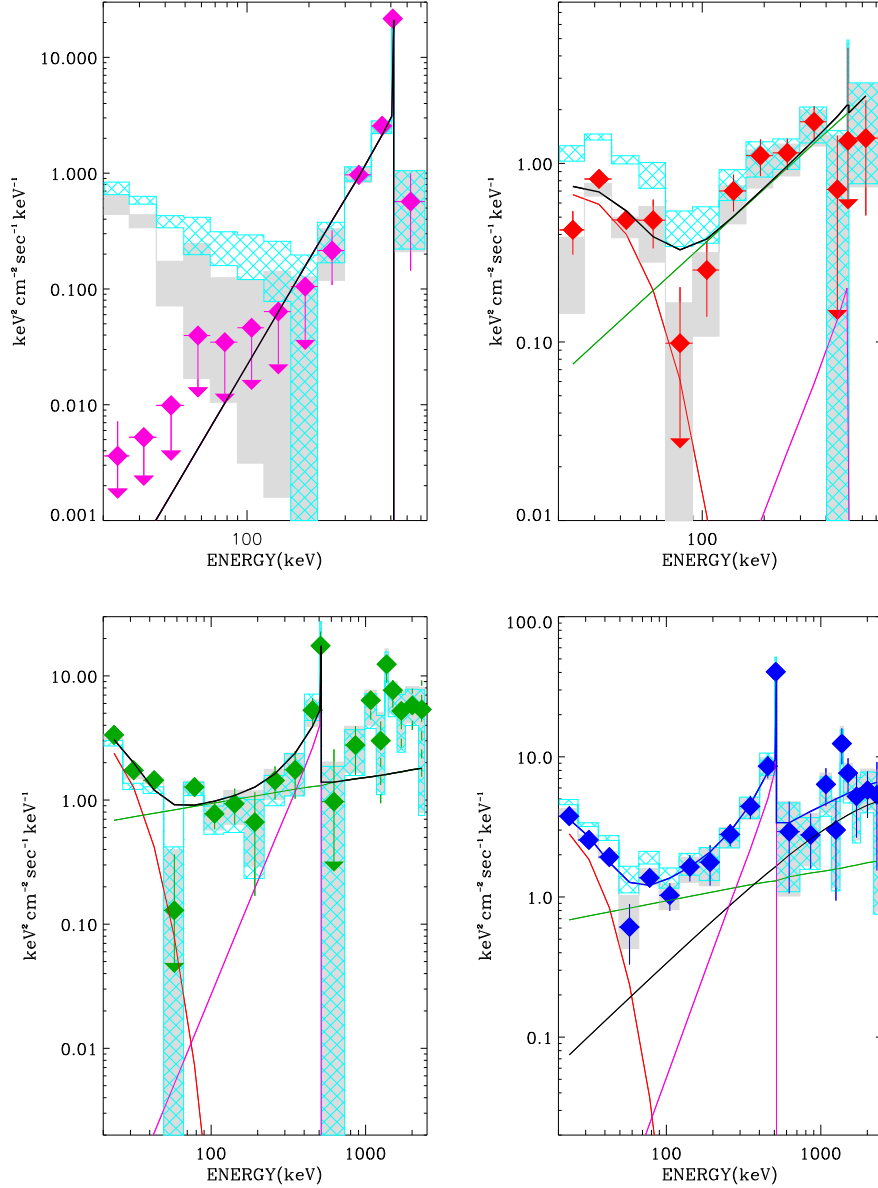 10.000
1.000
0.100
0.010
0.001
100
ENERGY(keV)
keV² cm⁻² sec⁻¹ keV⁻¹
1.00
0.10
0.01
100
ENERGY(keV)
keV² cm⁻² sec⁻¹ keV⁻¹
10.00
1.00
0.10
0.01
100
1000
ENERGY(keV)
keV² cm⁻² sec⁻¹ keV⁻¹
100.0
10.0
1.0
0.1
100
1000
ENERGY(keV)
keV² cm⁻² sec⁻¹ keV⁻¹